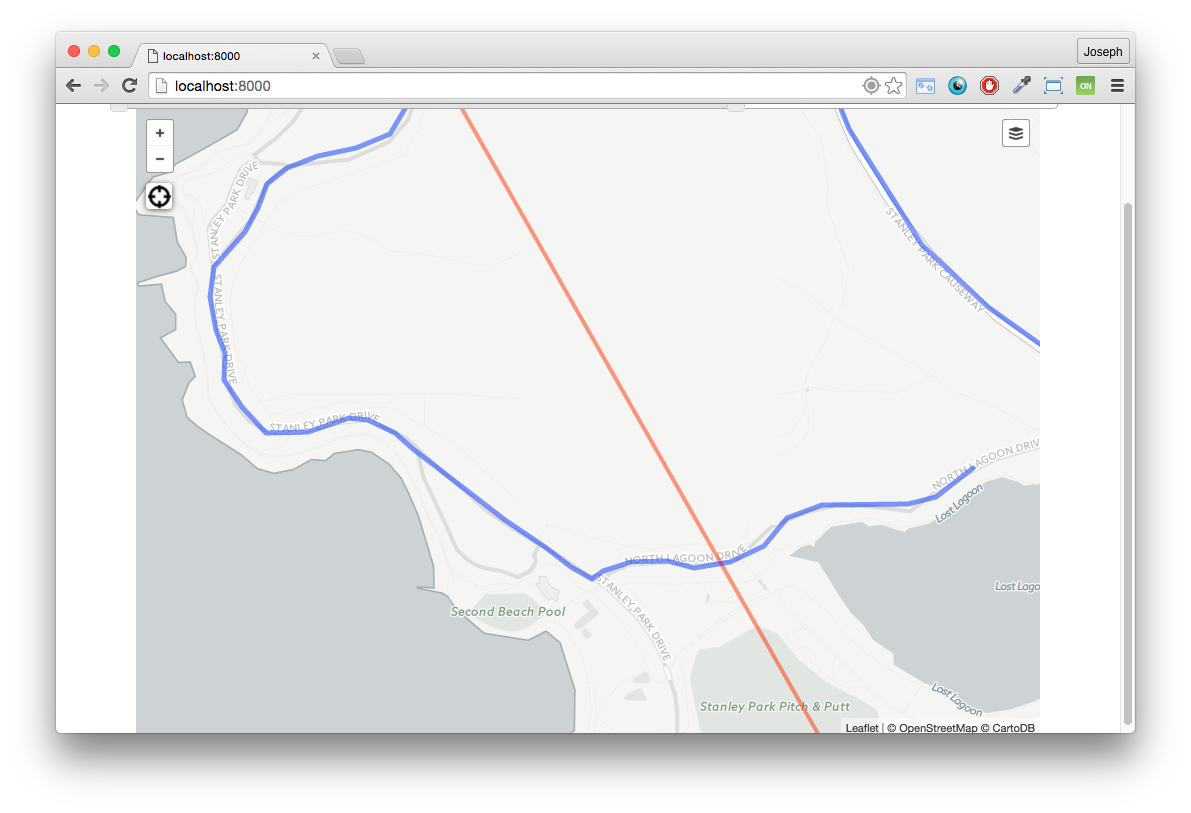 localhost:8000
Joseph
localhost:8000
ON
+
−
STANLEY PARK DRIVE
STANLEY PARK DRIVE
STANLEY PARK DRIVE
STANLEY PARK CAUSEWAY
NORTH LAGOON DRIV
Lost Lagoon
NORTH LAGOON DRIVE
STANLEY PARK DRIVE
Lost Lago
Second Beach Pool
Lost Lagoon
Stanley Park Pitch & Putt
Leaflet | © OpenStreetMap © CartoDB